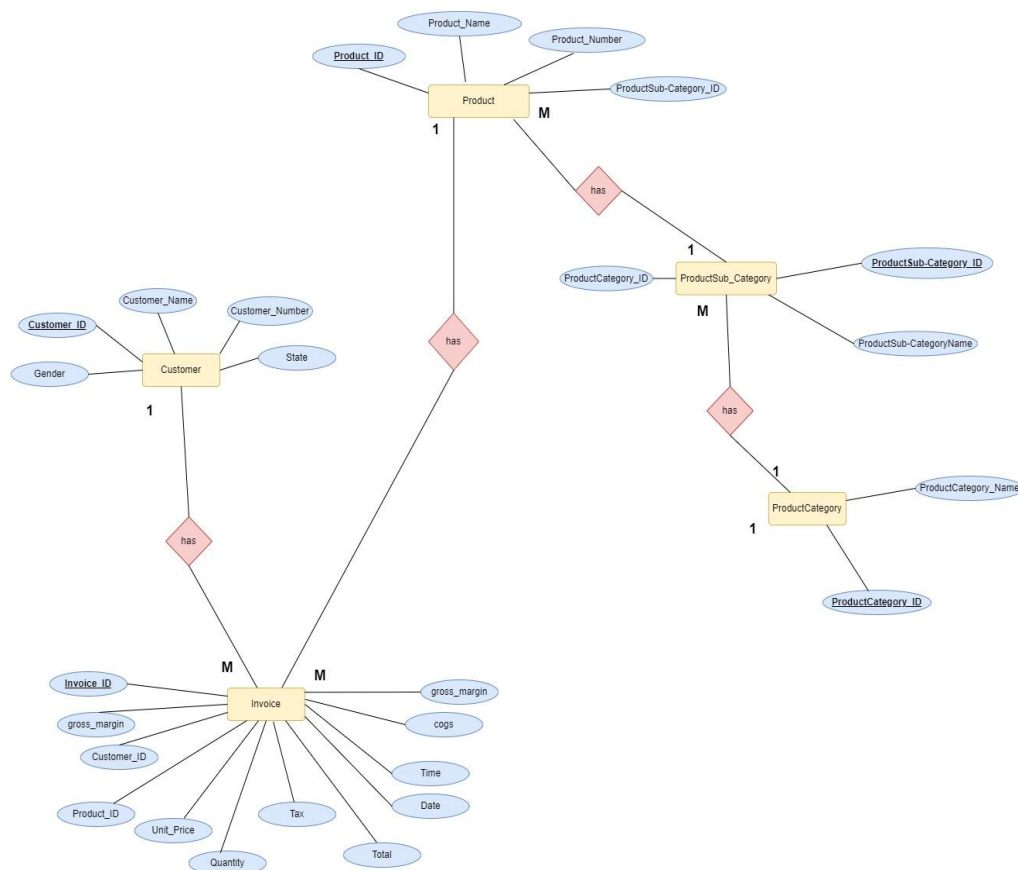 Product_Name
Product_Number
Product_ID
ProductSub-Category_ID
Product
1
M
has
1
ProductCategory_ID
ProductSub_Category
ProductSub-Category_ID
M
ProductSub-CategoryName
Customer_Name
Customer_Number
Customer_ID
State
Gender
Customer
1
has
has
1
ProductCategory_Name
ProductCategory
1
ProductCategory_ID
has
M
M
Invoice_ID
gross_margin
gross_margin
Invoice
cogs
Customer_ID
Time
Product_ID
Date
Tax
Unit_Price
Total
Quantity